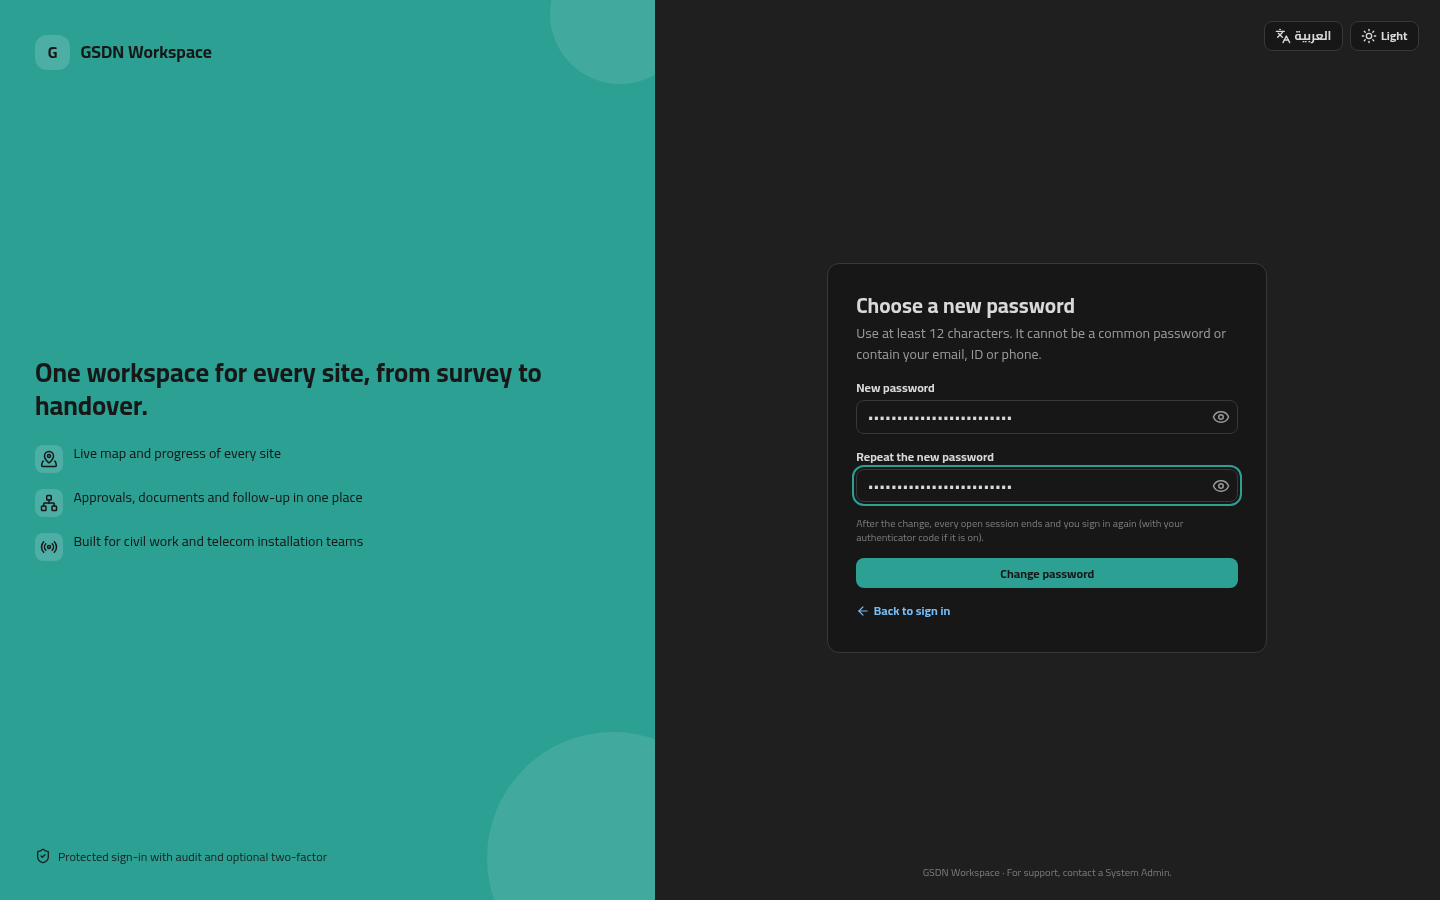 G
GSDN Workspace
العربية
Light
One workspace for every site, from survey to
handover.
Live map and progress of every site
Approvals, documents and follow-up in one place
Built for civil work and telecom installation teams
Protected sign-in with audit and optional two-factor
Choose a new password
Use at least 12 characters. It cannot be a common password or
contain your email, ID or phone.
New password
Repeat the new password
After the change, every open session ends and you sign in again (with your
authenticator code if it is on).
Change password
Back to sign in
GSDN Workspace · For support, contact a System Admin.